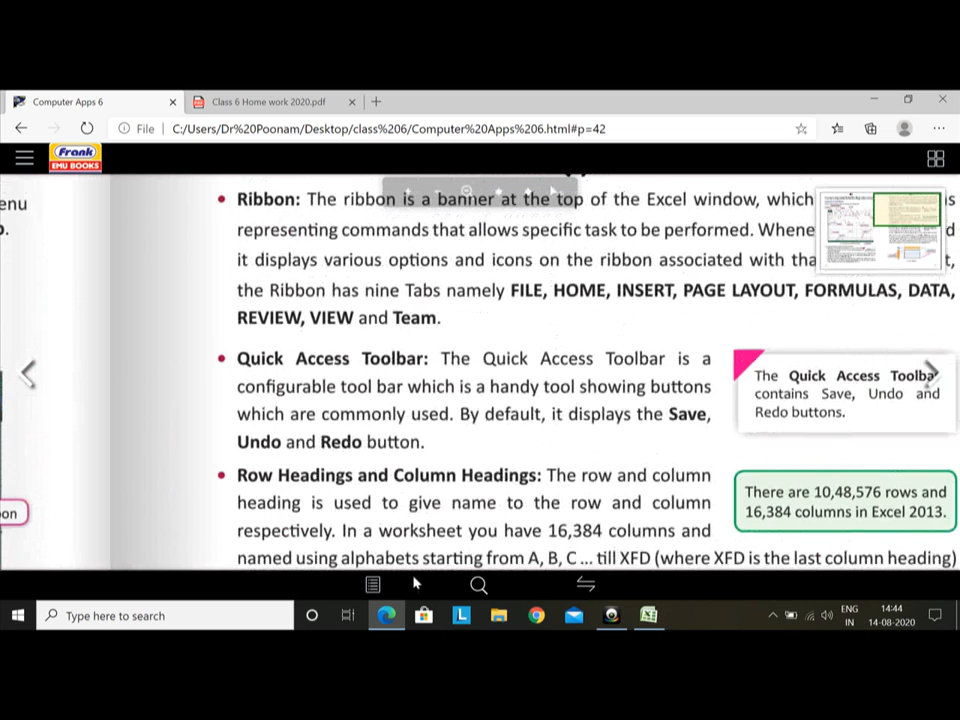 Computer Apps 6
Class 6 Home work 2020.pdf
File
C:/Users/Dr%20Poonam/Desktop/class%206/Computer%20Apps%206.html#p=42
Frank
EMU BOOKS
enu
• Ribbon: The ribbon is a banner at the top of the Excel window, which is
representing commands that allows specific task to be performed. Whene d
it displays various options and icons on the ribbon associated with tha t,
the Ribbon has nine Tabs namely FILE, HOME, INSERT, PAGE LAYOUT, FORMULAS, DATA,
REVIEW, VIEW and Team.
• Quick Access Toolbar: The Quick Access Toolbar is a
configurable tool bar which is a handy tool showing buttons
which are commonly used. By default, it displays the Save,
Undo and Redo button.
The Quick Access Toolba
contains Save, Undo and
Redo buttons.
• Row Headings and Column Headings: The row and column
heading is used to give name to the row and column
respectively. In a worksheet you have 16,384 columns and
named using alphabets starting from A, B, C ... till XFD (where XFD is the last column heading)
There are 10,48,576 rows and
16,384 columns in Excel 2013.
on
Type here to search
ENG
IN
14:44
14-08-2020